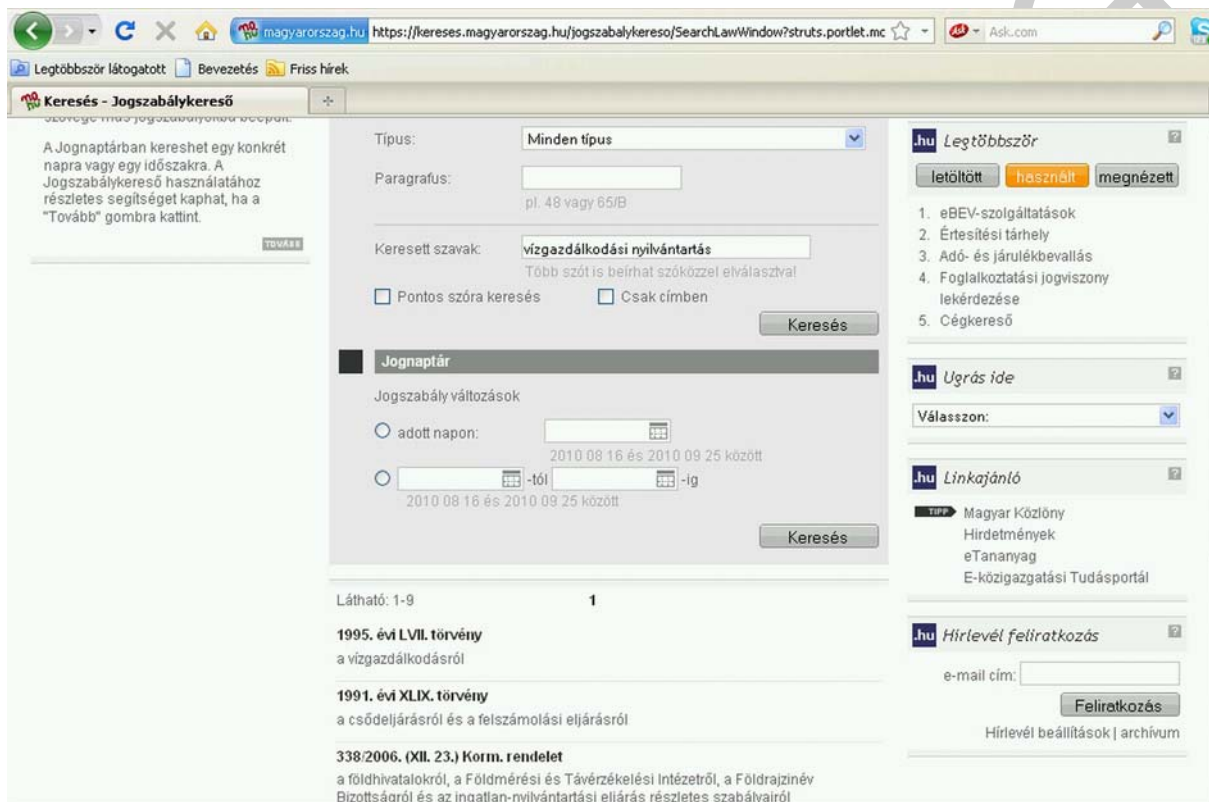 magyarorszag.hu https://kereses.magyarorszag.hu/jogszabalykereso/SearchLawWindow?struts.portlet.mc
Ask.com
Legtöbbször látogatott Bevezetés Friss hírek
Keresés - Jogszabálykereső
szövege más jogszabályokba beépült.
A Jognaptárban kereshet egy konkrét
napra vagy egy időszakra. A
Jogszabálykereső használatához
részletes segítséget kaphat, ha a
"Tovább" gombra kattint.
TOVÁBB
Típus: Minden típus
Paragrafus:
pl. 48 vagy 65/B
Keresett szavak: vízgazdálkodási nyilvántartás
Több szót is beírhat szóközzel elválasztva!
Pontos szóra keresés Csak címben
Keresés
Jognaptár
Jogszabály változások
adott napon:
2010 08 16 és 2010 09 25 között
-tól -ig
2010 08 16 és 2010 09 25 között
Keresés
Látható: 1-9 1
1995. évi LVII. törvény
a vízgazdálkodásról
1991. évi XLIX. törvény
a csődeljárásról és a felszámolási eljárásról
338/2006. (XII. 23.) Korm. rendelet
a földhivatalokról, a Földmérési és Távérzékelési Intézetről, a Földrajzinév
Bizottságról és az ingatlan-nyilvántartási eljárás részletes szabályairól
.hu Legtöbbször
letöltött használt megnézett
1. eBEV-szolgáltatások
2. Értesítési tárhely
3. Adó- és járulékbevallás
4. Foglalkoztatási jogviszony
lekérdezése
5. Cégkereső
.hu Ugrás ide
Válasszon:
.hu Linkajánló
TIPP Magyar Közlöny
Hirdetmények
eTananyag
E-közigazgatási Tudásportál
.hu Hírlevél feliratkozás
e-mail cím:
Feliratkozás
Hírlevél beállítások | archívum